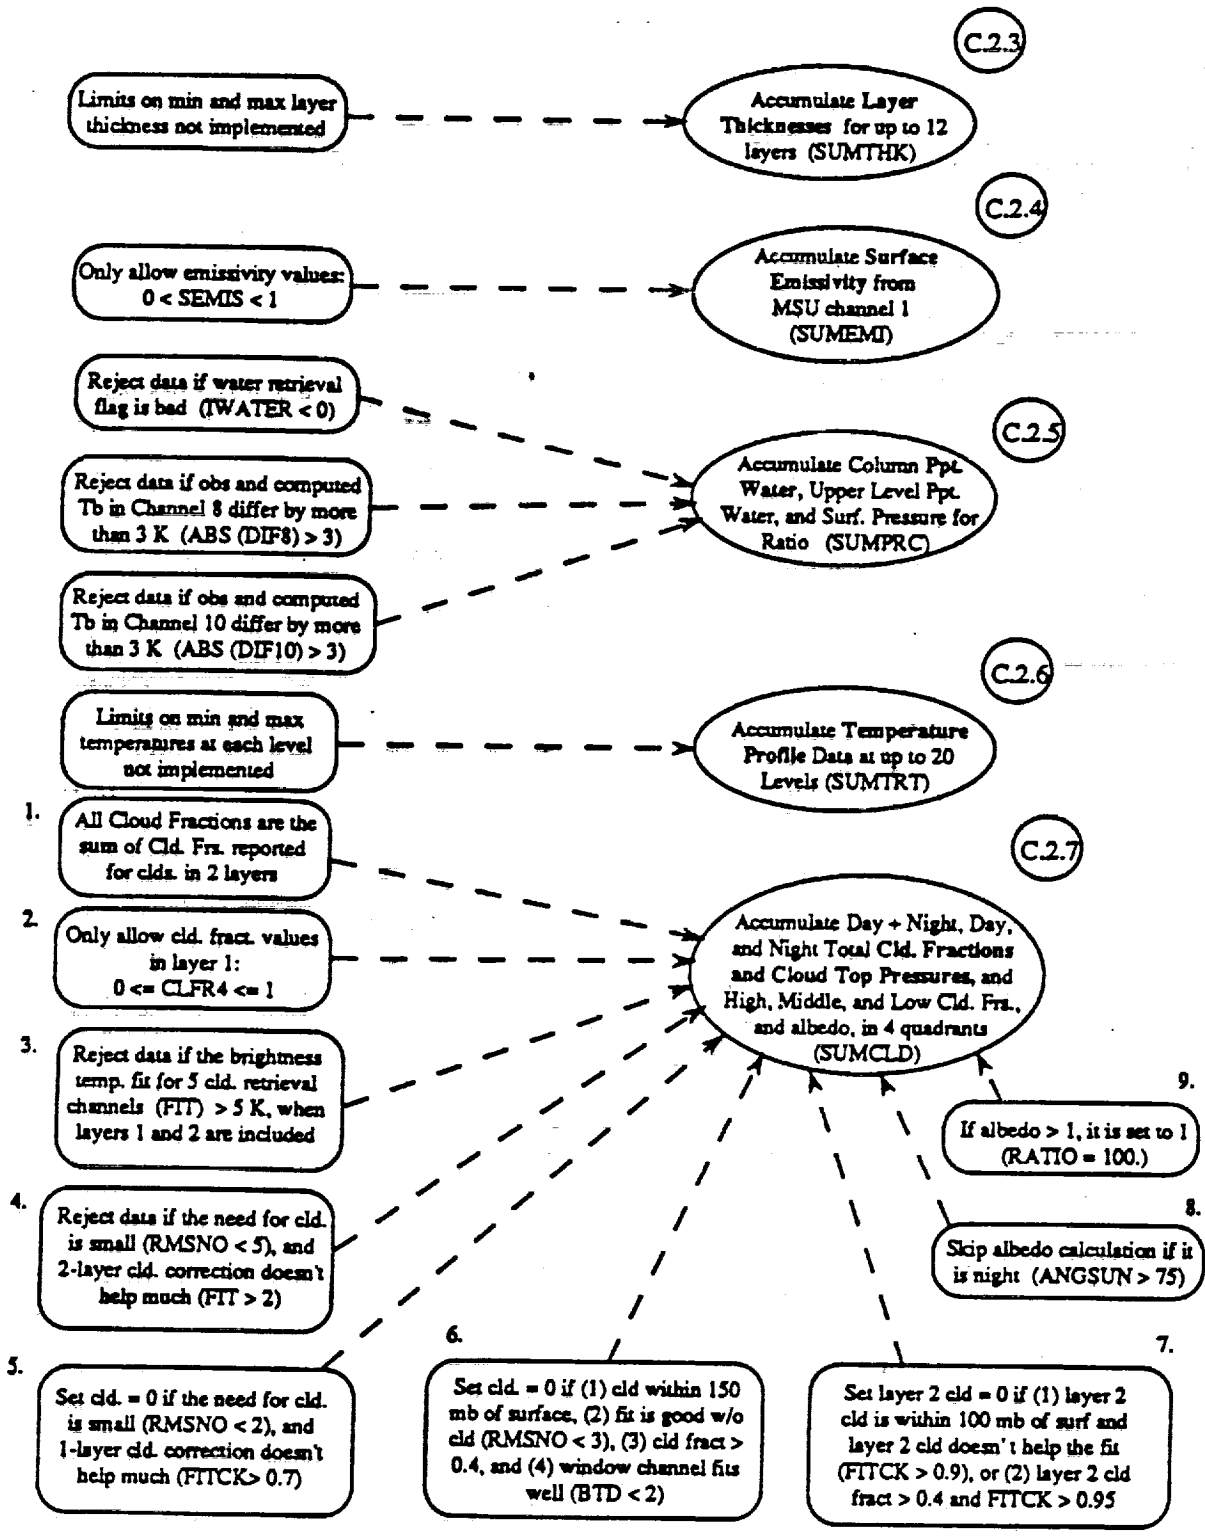 C.2.3
Limits on min and max layer
thickness not implemented
Accumulate Layer
Thicknesses for up to 12
layers (SUMTHK)
C.2.4
Only allow emissivity values:
0 < SEMIS < 1
Accumulate Surface
Emissivity from
MSU channel 1
(SUMEMI)
Reject data if water retrieval
flag is bad (IWATER < 0)
C.2.5
Reject data if obs and computed
Tb in Channel 8 differ by more
than 3 K (ABS (DIF8) > 3)
Accumulate Column Ppt.
Water, Upper Level Ppt.
Water, and Surf. Pressure for
Ratio (SUMPRC)
Reject data if obs and computed
Tb in Channel 10 differ by more
than 3 K (ABS (DIF10) > 3)
C.2.6
Limits on min and max
temperatures at each level
not implemented
Accumulate Temperature
Profile Data at up to 20
Levels (SUMTRT)
1.
All Cloud Fractions are the
sum of Cld. Frs. reported
for clds. in 2 layers
C.2.7
2.
Only allow cld. fract. values
in layer 1:
0 <= CLFR4 <= 1
Accumulate Day + Night, Day,
and Night Total Cld. Fractions
and Cloud Top Pressures, and
High, Middle, and Low Cld. Frs.,
and albedo, in 4 quadrants
(SUMCLD)
3.
Reject data if the brightness
temp. fit for 5 cld. retrieval
channels (FIT) > 5 K, when
layers 1 and 2 are included
9.
If albedo > 1, it is set to 1
(RATIO = 100.)
4.
Reject data if the need for cld.
is small (RMSNO < 5), and
2-layer cld. correction doesn't
help much (FIT > 2)
8.
Skip albedo calculation if it
is night (ANGSUN > 75)
5.
Set cld. = 0 if the need for cld.
is small (RMSNO < 2), and
1-layer cld. correction doesn't
help much (FITCK> 0.7)
6.
Set cld. = 0 if (1) cld within 150
mb of surface, (2) fit is good w/o
cld (RMSNO < 3), (3) cld fract >
0.4, and (4) window channel fits
well (BTD < 2)
7.
Set layer 2 cld = 0 if (1) layer 2
cld is within 100 mb of surf and
layer 2 cld doesn't help the fit
(FITCK > 0.9), or (2) layer 2 cld
fract > 0.4 and FITCK > 0.95